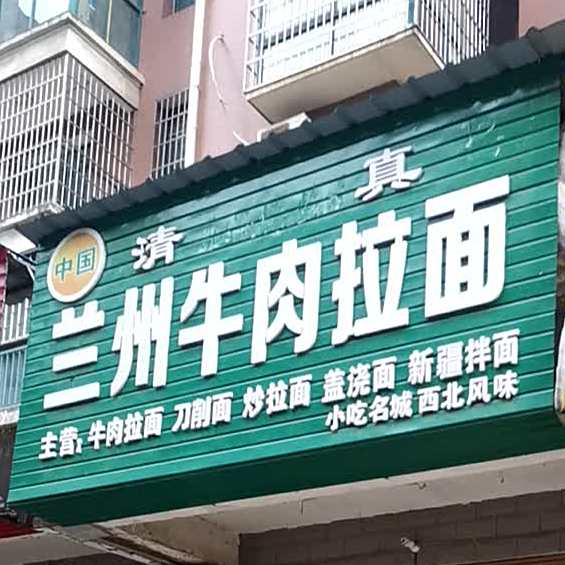 清 真
中国
兰州牛肉拉面
主营:牛肉拉面 刀削面 炒拉面 盖浇面 新疆拌面
小吃名城 西北风味